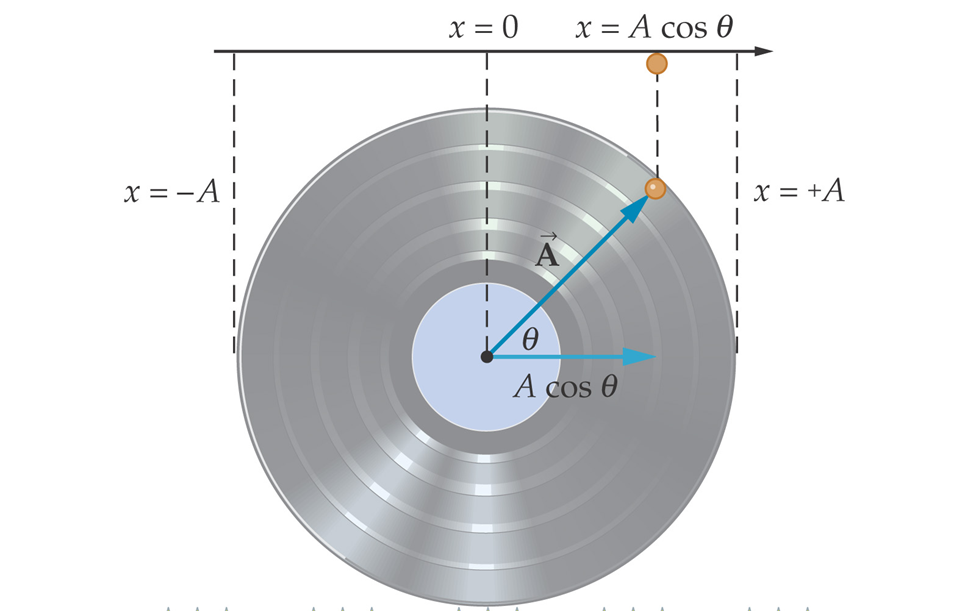 x = 0
x = A cos θ
x = −A
x = +A
A⃗
θ
A cos θ